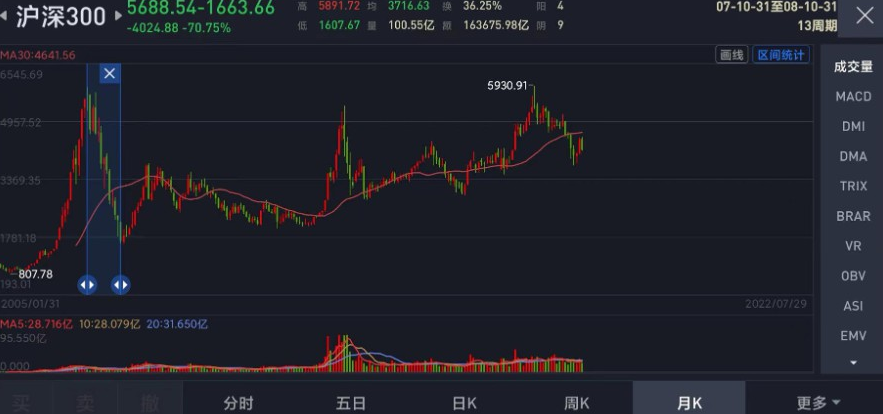 沪深300 5688.54-1663.66 高 5891.72 均 3716.63 换 36.25% 阳 4 07-10-31至08-10-31
-4024.88 -70.75% 低 1607.67 量 100.55亿 额 163675.98亿 阴 9 13周期
MA30:4641.56 画线 区间统计
6545.69
5930.91
4957.52
3369.35
1781.18
807.78
193.01
2005/01/31 2022/07/29
MA5:28.716亿 10:28.079亿 20:31.650亿
95.550亿
0.000
成交量
MACD
DMI
DMA
TRIX
BRAR
VR
OBV
ASI
EMV
买 卖 撤 分时 五日 日K 周K 月K 更多